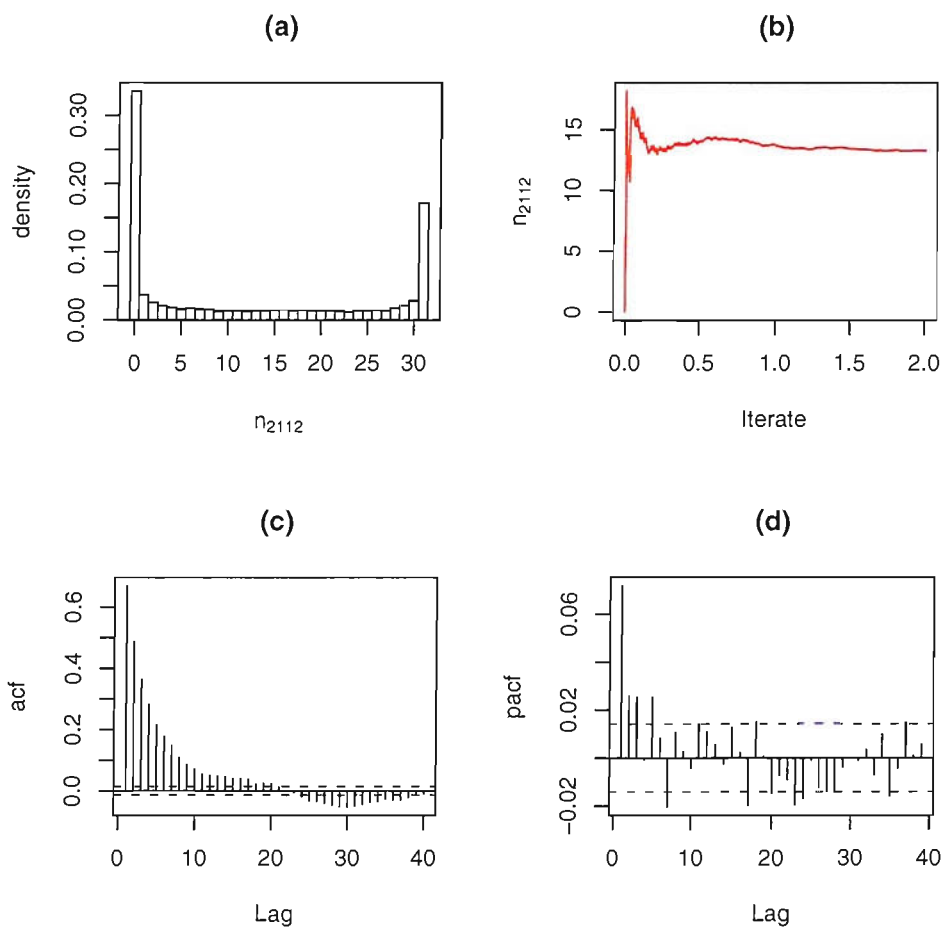 (a)
density
0.00 0.10 0.20 0.30
0 5 10 15 20 25 30
n2112
(b)
n2112
0 5 10 15
0.0 0.5 1.0 1.5 2.0
Iterate
(c)
acf
0.0 0.2 0.4 0.6
0 10 20 30 40
Lag
(d)
pacf
-0.02 0.02 0.06
0 10 20 30 40
Lag